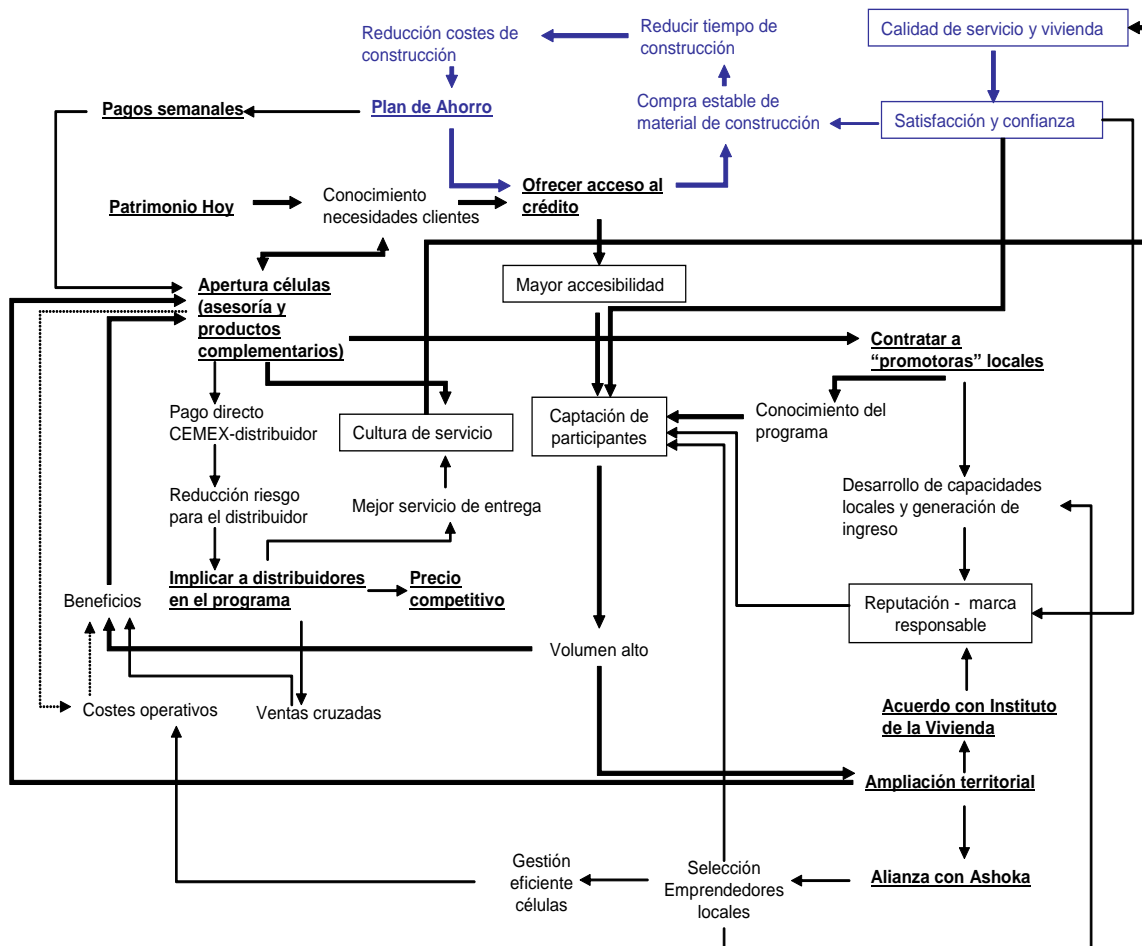 Reducción costes de
construcción
Reducir tiempo de
construcción
Calidad de servicio y vivienda
Pagos semanales
Plan de Ahorro
Compra estable de
material de construcción
Satisfacción y confianza
Patrimonio Hoy
Conocimiento
necesidades clientes
Ofrecer acceso al
crédito
Mayor accesibilidad
Apertura células
(asesoría y
productos
complementarios)
Contratar a
“promotoras” locales
Pago directo
CEMEX-distribuidor
Cultura de servicio
Captación de
participantes
Conocimiento del
programa
Reducción riesgo
para el distribuidor
Mejor servicio de entrega
Desarrollo de capacidades
locales y generación de
ingreso
Implicar a distribuidores
en el programa
Precio
competitivo
Beneficios
Reputación - marca
responsable
Volumen alto
Costes operativos
Ventas cruzadas
Acuerdo con Instituto
de la Vivienda
Ampliación territorial
Gestión
eficiente
células
Selección
Emprendedores
locales
Alianza con Ashoka